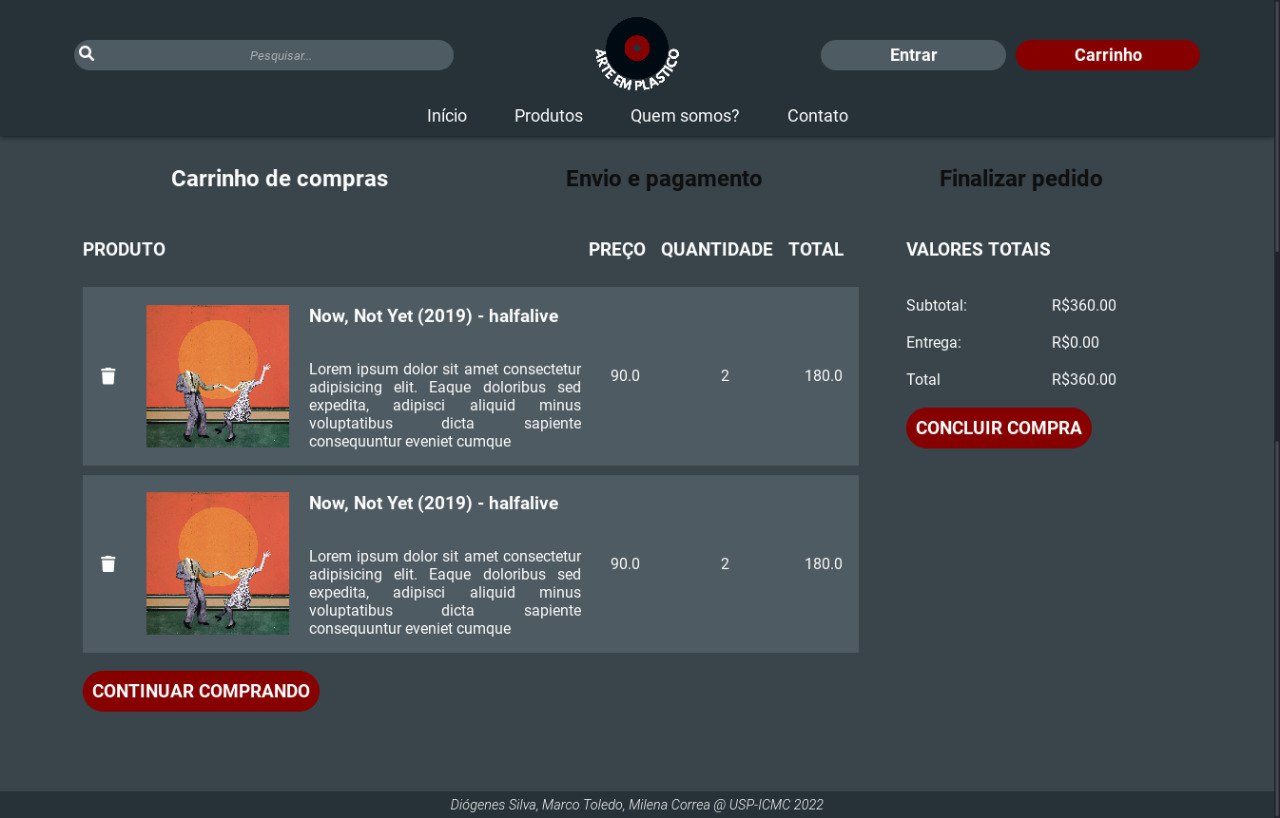 Pesquisar...
ARTE EM PLASTICO
Entrar
Carrinho
Início
Produtos
Quem somos?
Contato
Carrinho de compras
Envio e pagamento
Finalizar pedido
PRODUTO
PREÇO
QUANTIDADE
TOTAL
Now, Not Yet (2019) - halfalive
Lorem ipsum dolor sit amet consectetur
adipisicing elit. Eaque doloribus sed
expedita, adipisci aliquid minus
voluptatibus dicta sapiente
consequuntur eveniet cumque
90.0
2
180.0
Now, Not Yet (2019) - halfalive
Lorem ipsum dolor sit amet consectetur
adipisicing elit. Eaque doloribus sed
expedita, adipisci aliquid minus
voluptatibus dicta sapiente
consequuntur eveniet cumque
90.0
2
180.0
CONTINUAR COMPRANDO
VALORES TOTAIS
Subtotal: R$360.00
Entrega: R$0.00
Total R$360.00
CONCLUIR COMPRA
Diógenes Silva, Marco Toledo, Milena Correa @ USP-ICMC 2022